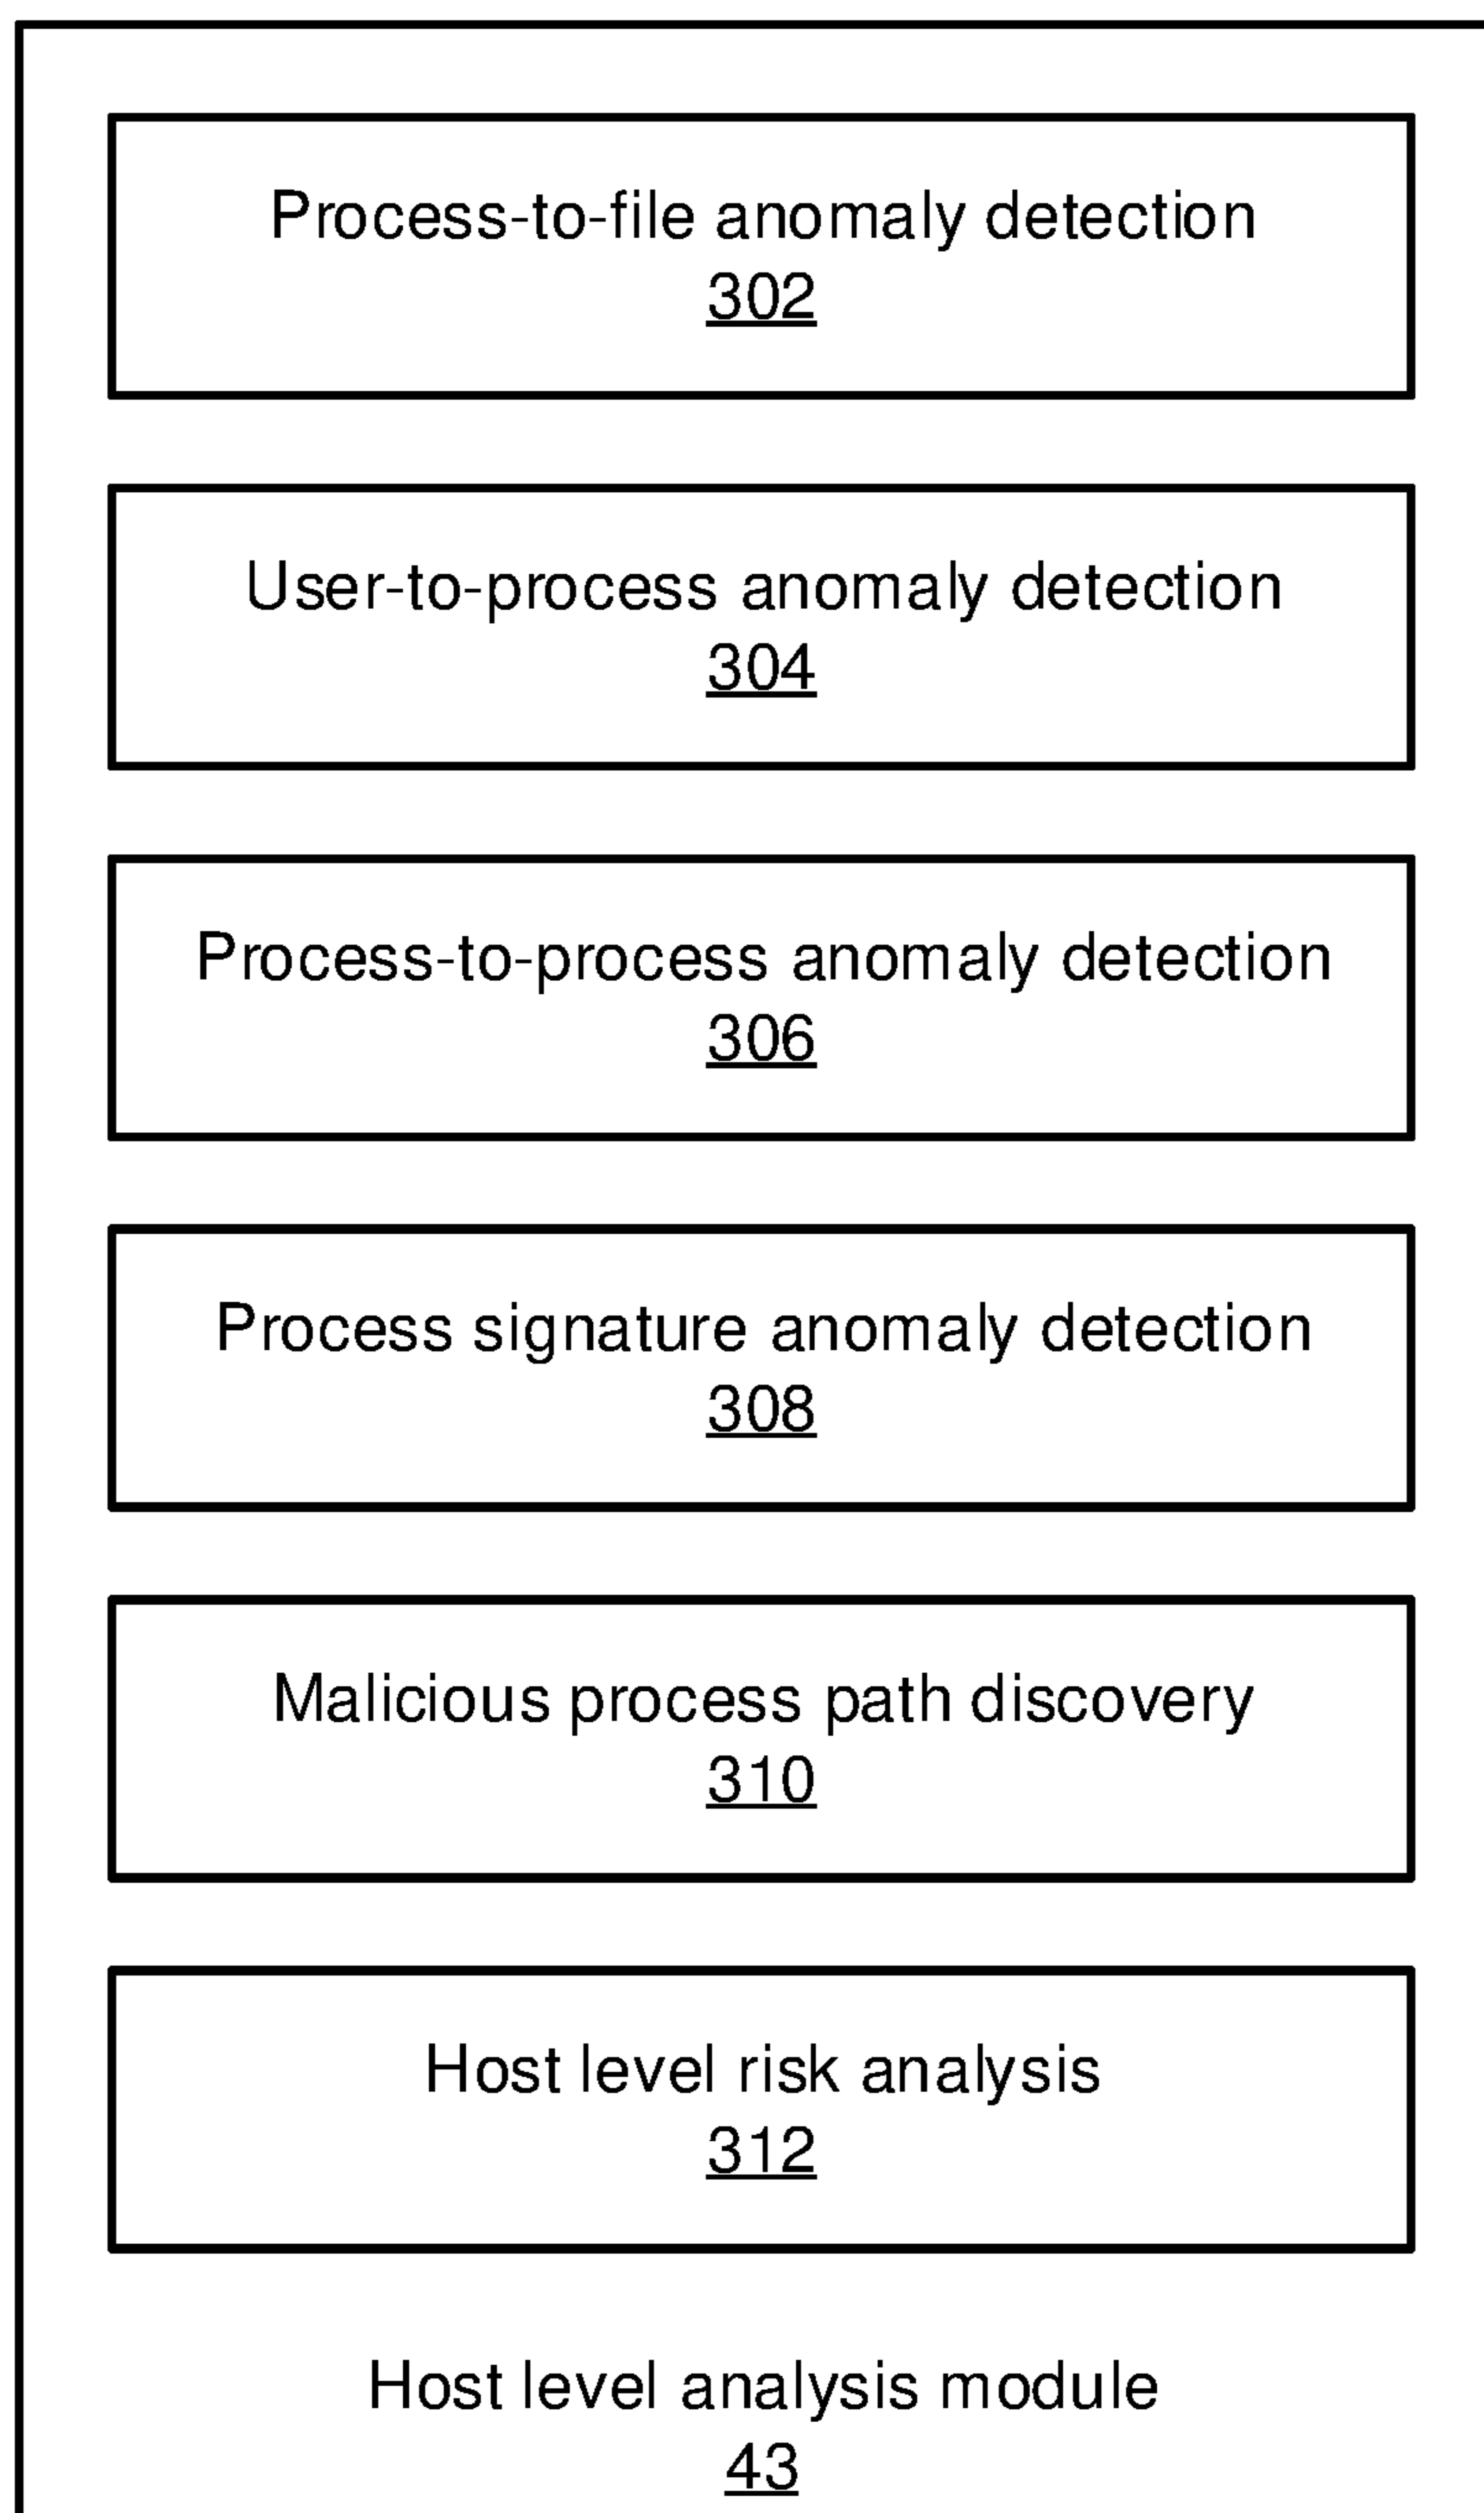 Process-to-file anomaly detection
302
User-to-process anomaly detection
304
Process-to-process anomaly detection
306
Process signature anomaly detection
308
Malicious process path discovery
310
Host level risk analysis
312
Host level analysis module
43